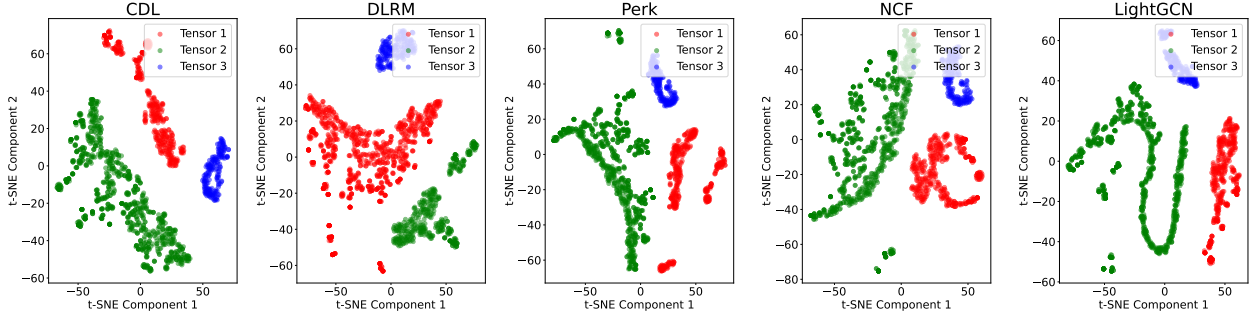 CDL
t-SNE Component 2
60
40
20
0
−20
−40
−60
−50
0
50
t-SNE Component 1
Tensor 1
Tensor 2
Tensor 3
DLRM
t-SNE Component 2
80
60
40
20
0
−20
−40
−60
−50
0
50
t-SNE Component 1
Tensor 1
Tensor 2
Tensor 3
Perk
t-SNE Component 2
60
40
20
0
−20
−40
−60
−50
0
50
t-SNE Component 1
Tensor 1
Tensor 2
Tensor 3
NCF
t-SNE Component 2
80
60
40
20
0
−20
−40
−60
−80
−50
0
50
t-SNE Component 1
Tensor 1
Tensor 2
Tensor 3
LightGCN
t-SNE Component 2
60
40
20
0
−20
−40
−60
−50
0
50
t-SNE Component 1
Tensor 1
Tensor 2
Tensor 3